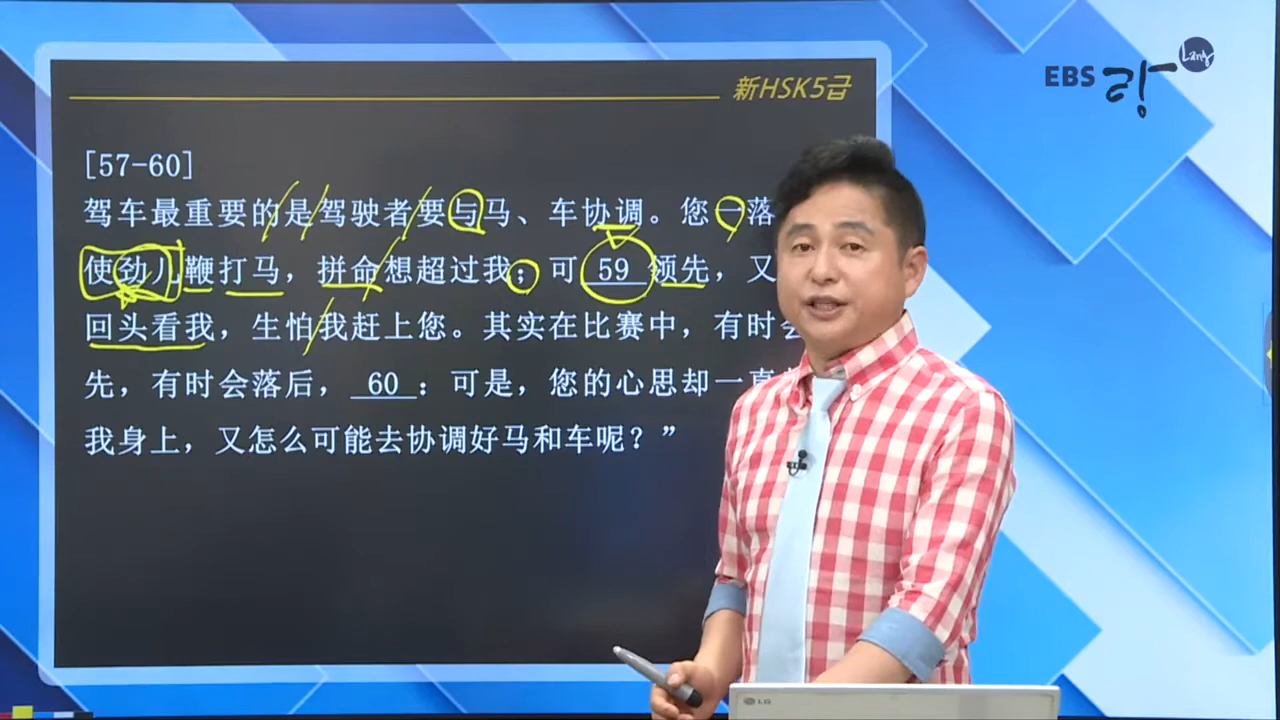 EBS 랑 Lang
新HSK5급
[57-60]
驾车最重要的是驾驶者要与马、车协调。您一落
使劲儿鞭打马，拼命想超过我；可 59 领先，又
回头看我，生怕我赶上您。其实在比赛中，有时会
先，有时会落后， 60 ：可是，您的心思却一直
我身上，又怎么可能去协调好马和车呢？”
LG